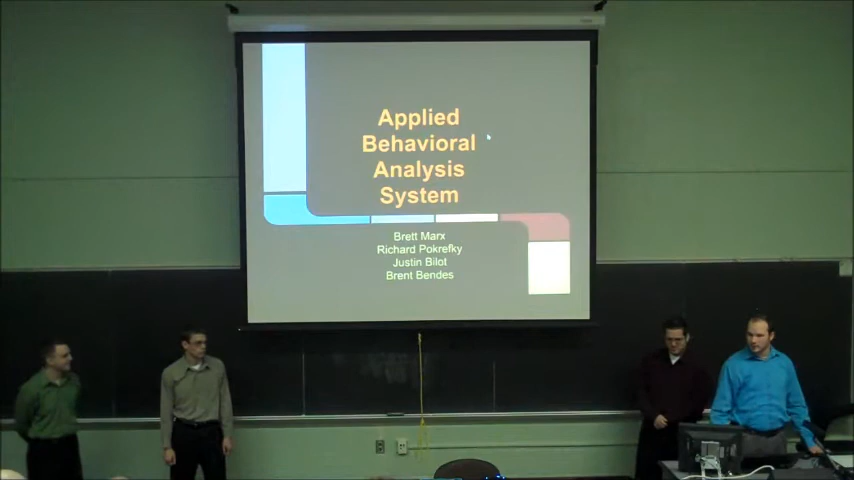 Applied
Behavioral
Analysis
System
Brett Marx
Richard Pokrefky
Justin Bilot
Brent Bendes